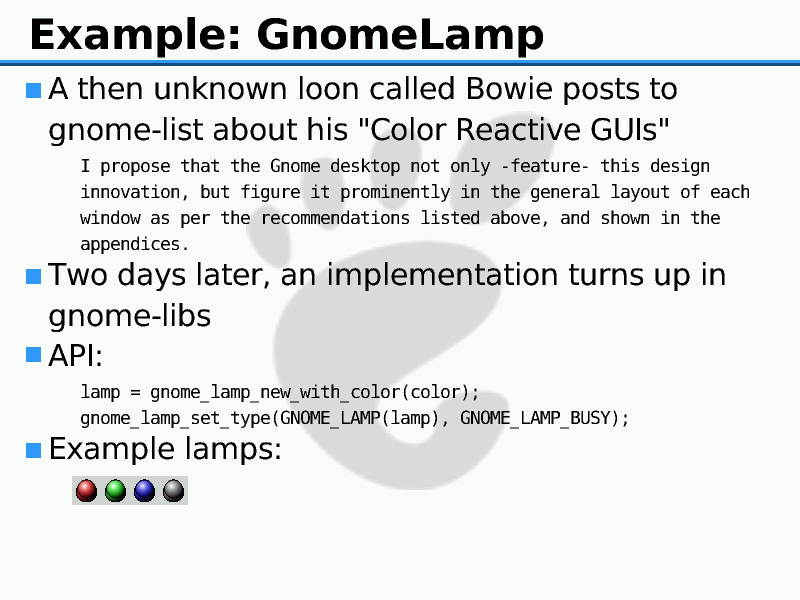 Example: GnomeLamp
A then unknown loon called Bowie posts to
gnome-list about his "Color Reactive GUIs"
I propose that the Gnome desktop not only -feature- this design
innovation, but figure it prominently in the general layout of each
window as per the recommendations listed above, and shown in the
appendices.
Two days later, an implementation turns up in
gnome-libs
API:
lamp = gnome_lamp_new_with_color(color);
gnome_lamp_set_type(GNOME_LAMP(lamp), GNOME_LAMP_BUSY);
Example lamps: